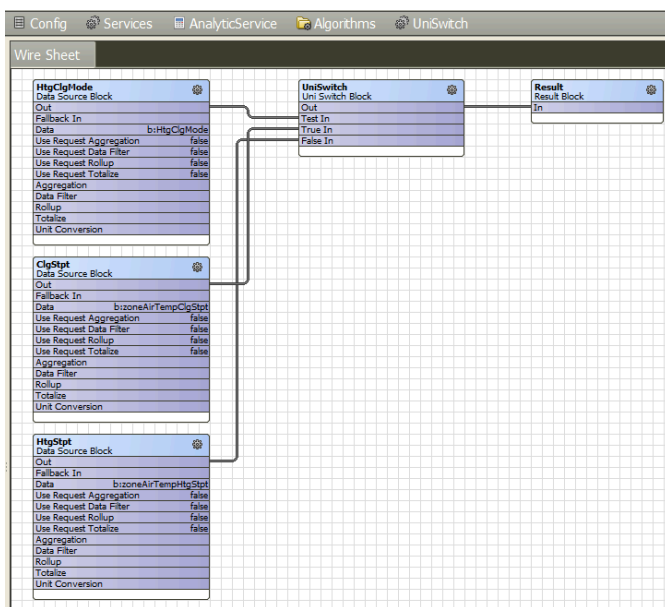 Config Services AnalyticService Algorithms UniSwitch
Wire Sheet
HtgClgMode
Data Source Block
Out
Fallback In
Data b:HtgClgMode
Use Request Aggregation false
Use Request Data Filter false
Use Request Rollup false
Use Request Totalize false
Aggregation
Data Filter
Rollup
Totalize
Unit Conversion
UniSwitch
Uni Switch Block
Out
Test In
True In
False In
Result
Result Block
In
ClgStpt
Data Source Block
Out
Fallback In
Data b:zoneAirTempClgStpt
Use Request Aggregation false
Use Request Data Filter false
Use Request Rollup false
Use Request Totalize false
Aggregation
Data Filter
Rollup
Totalize
Unit Conversion
HtgStpt
Data Source Block
Out
Fallback In
Data b:zoneAirTempHtgStpt
Use Request Aggregation false
Use Request Data Filter false
Use Request Rollup false
Use Request Totalize false
Aggregation
Data Filter
Rollup
Totalize
Unit Conversion